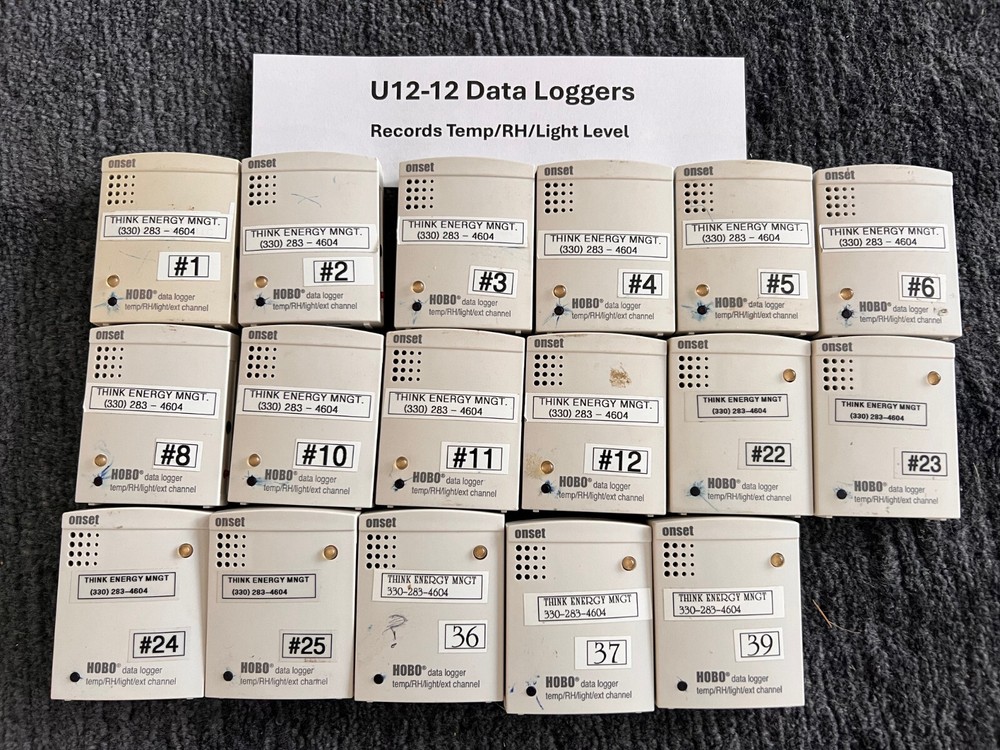 U12-12 Data Loggers
Records Temp/RH/Light Level
onset
THINK ENERGY MNGT.
(330) 283 - 4604
#1
HOBO® data logger
temp/RH/light/ext channel
onset
THINK ENERGY MNGT.
(330) 283 - 4604
#2
HOBO® data logger
temp/RH/light/ext channel
onset
THINK ENERGY MNGT.
(330) 283 - 4604
#3
HOBO® data logger
temp/RH/light/ext channel
onset
THINK ENERGY MNGT.
(330) 283 - 4604
#4
HOBO® data logger
temp/RH/light/ext channel
onset
THINK ENERGY MNGT.
(330) 283 - 4604
#5
HOBO® data logger
temp/RH/light/ext channel
onset
THINK ENERGY MNGT.
(330) 283 - 4604
#6
HOBO® data logger
temp/RH/light/ext channel
onset
THINK ENERGY MNGT.
(330) 283 - 4604
#8
HOBO® data logger
temp/RH/light/ext channel
onset
THINK ENERGY MNGT.
(330) 283 - 4604
#10
HOBO® data logger
temp/RH/light/ext channel
onset
THINK ENERGY MNGT.
(330) 283 - 4604
#11
HOBO® data logger
temp/RH/light/ext channel
onset
THINK ENERGY MNGT.
(330) 283 - 4604
#12
HOBO® data logger
temp/RH/light/ext channel
onset
THINK ENERGY MNGT
(330) 283-4604
#22
HOBO® data logger
temp/RH/light/ext channel
onset
THINK ENERGY MNGT
(330) 283-4604
#23
HOBO® data logger
temp/RH/light/ext channel
onset
THINK ENERGY MNGT
(330) 283-4604
#24
HOBO® data logger
temp/RH/light/ext channel
onset
THINK ENERGY MNGT
(330) 283-4604
#25
HOBO® data logger
temp/RH/light/ext channel
onset
THINK ENERGY MNGT
330-283-4604
36
HOBO® data logger
temp/RH/light/ext channel
onset
THINK ENERGY MNGT
330-283-4604
37
HOBO® data logger
temp/RH/light/ext channel
onset
THINK ENERGY MNGT
330-283-4604
39
HOBO® data logger
temp/RH/light/ext channel